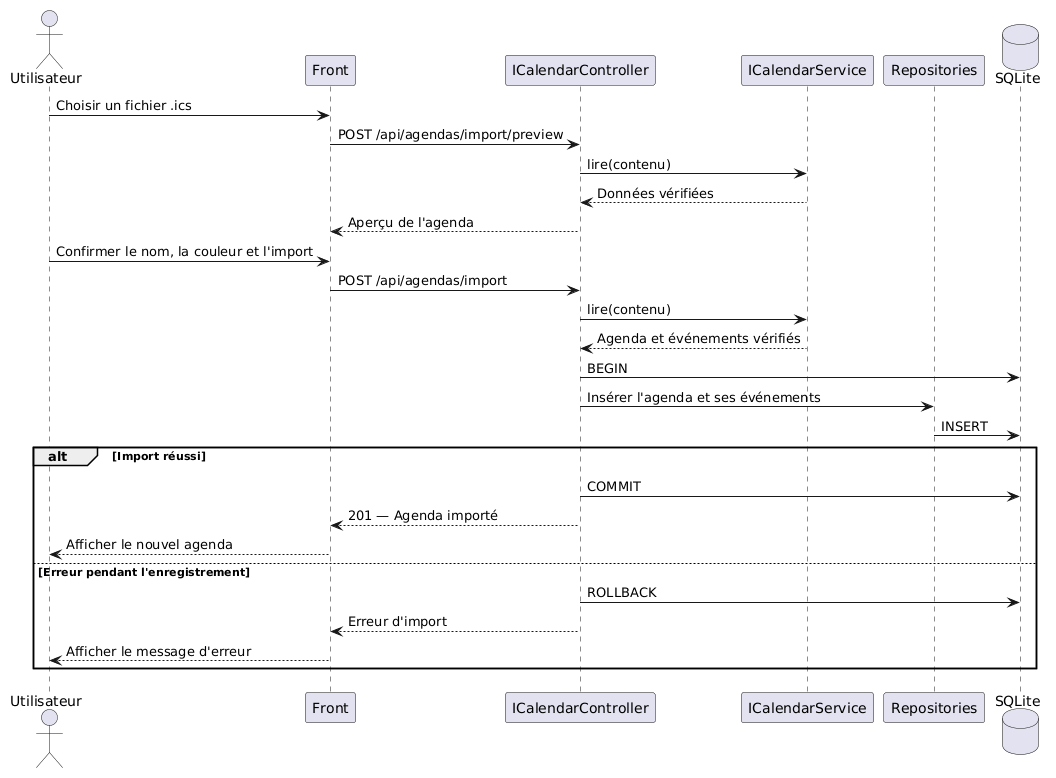 Utilisateur
Front
ICalendarController
ICalendarService
Repositories
SQLite
Choisir un fichier .ics
POST /api/agendas/import/preview
lire(contenu)
Données vérifiées
Aperçu de l'agenda
Confirmer le nom, la couleur et l'import
POST /api/agendas/import
lire(contenu)
Agenda et événements vérifiés
BEGIN
Insérer l'agenda et ses événements
INSERT
alt [Import réussi]
COMMIT
201 — Agenda importé
Afficher le nouvel agenda
[Erreur pendant l'enregistrement]
ROLLBACK
Erreur d'import
Afficher le message d'erreur
Utilisateur
Front
ICalendarController
ICalendarService
Repositories
SQLite